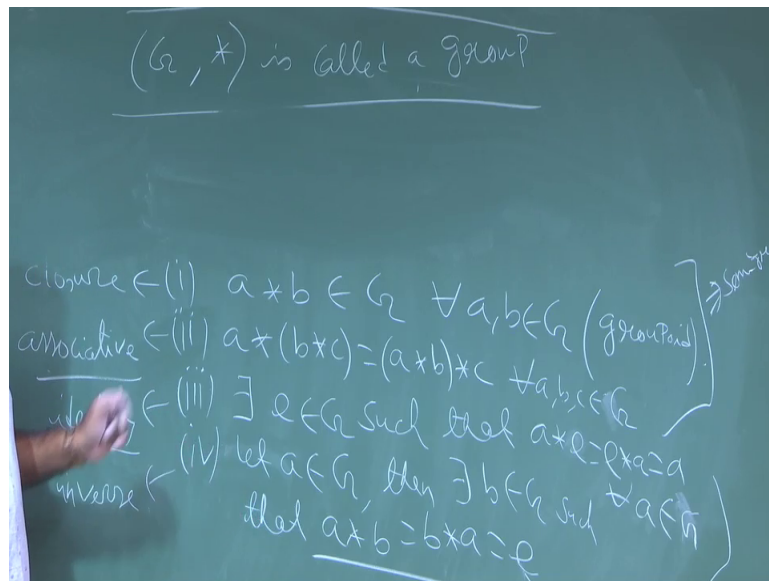 (G, *) is called a group
closure ← (i) a * b ∈ G ∀ a, b ∈ G (groupoid)
associative ← (ii) a * (b * c) = (a * b) * c ∀ a, b, c ∈ G
← (iii) ∃ e ∈ G such that a * e = e * a = a
∀ a ∈ G
inverse ← (iv) let a ∈ G, then ∃ b ∈ G such
that a * b = b * a = e